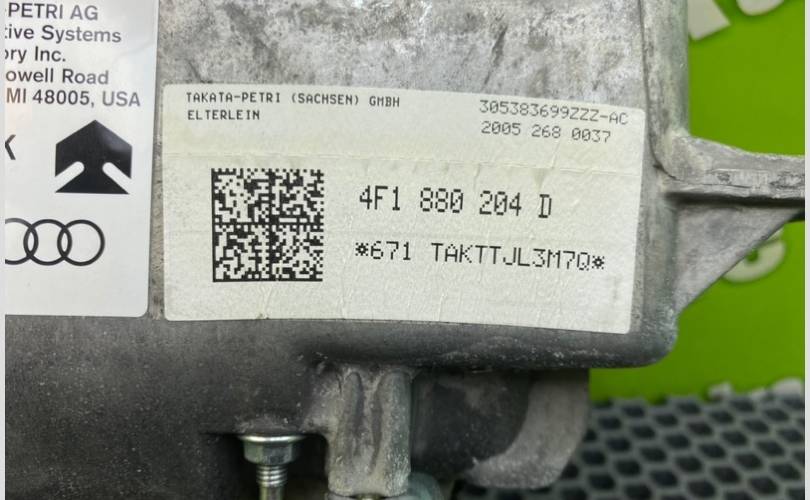 -PETRI AG
tive Systems
ory Inc.
owell Road
MI 48005, USA
K
TAKATA-PETRI (SACHSEN) GMBH
ELTERLEIN
305383699ZZZ-AC
2005 268 0037
4F1 880 204 D
*671 TAKTTJL3M7Q*